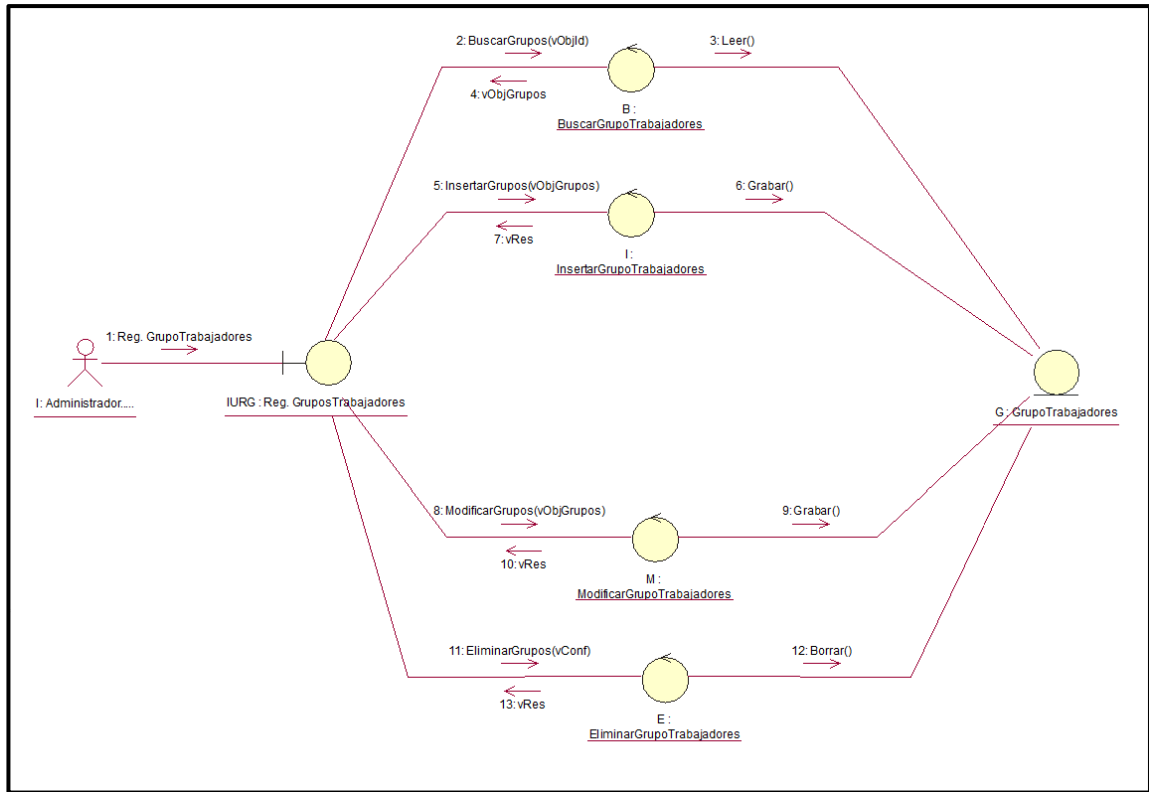 2: BuscarGrupos(vObjId)
3: Leer()
4: vObjGrupos
B :
BuscarGrupoTrabajadores
5: InsertarGrupos(vObjGrupos)
6: Grabar()
7: vRes
I :
InsertarGrupoTrabajadores
1: Reg. GrupoTrabajadores
I: Administrador.....
IURG : Reg. GruposTrabajadores
G : GrupoTrabajadores
8: ModificarGrupos(vObjGrupos)
9: Grabar()
10: vRes
M :
ModificarGrupoTrabajadores
11: EliminarGrupos(vConf)
12: Borrar()
13: vRes
E :
EliminarGrupoTrabajadores